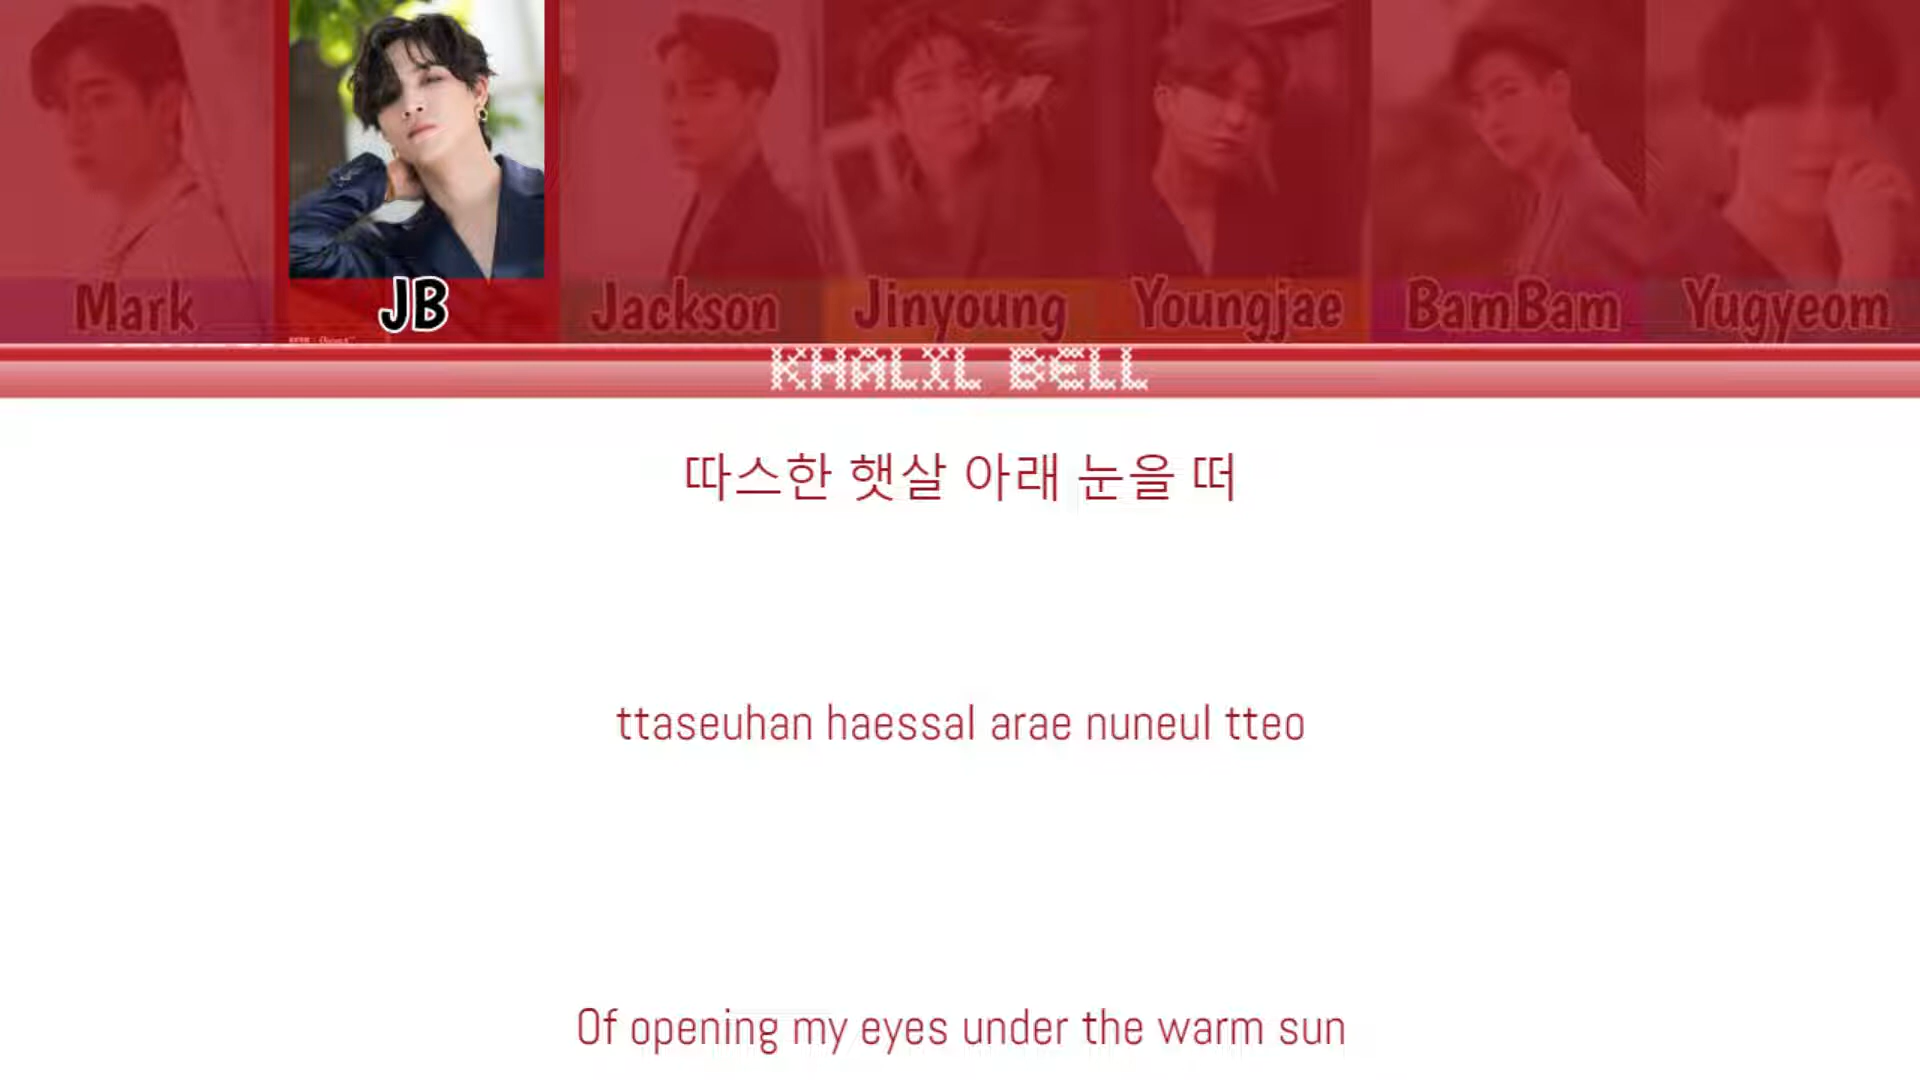 Mark
JB
Jackson
Jinyoung
Youngjae
BamBam
Yugyeom
KHALIL BELL
따스한 햇살 아래 눈을 떠
ttaseuhan haessal arae nuneul tteo
Of opening my eyes under the warm sun